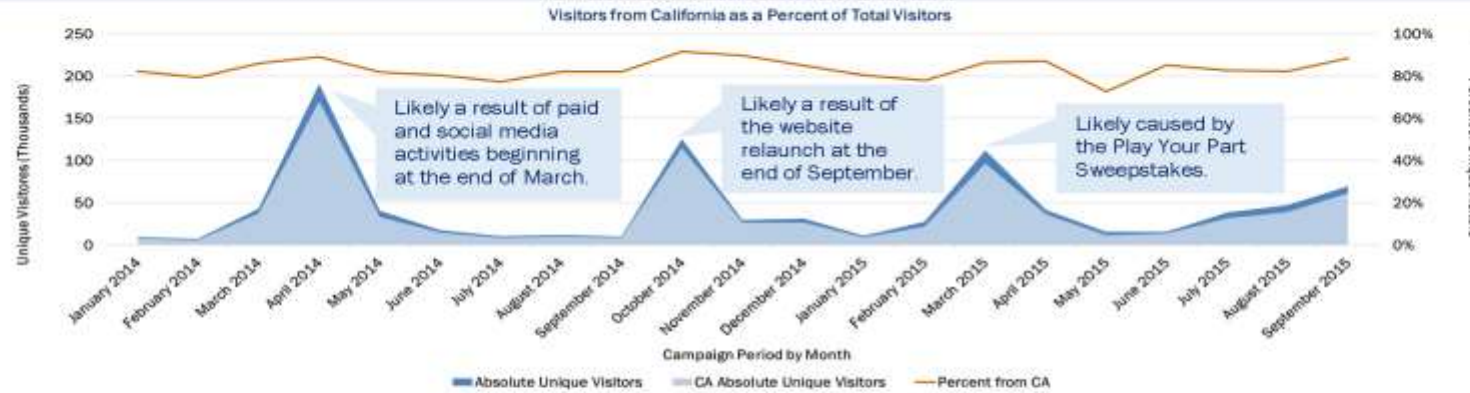 Visitors from California as a Percent of Total Visitors
250
200
150
100
50
0
Unique Visitores (Thousands)
100%
80%
60%
40%
20%
0%
Likely a result of paid
and social media
activities beginning
at the end of March.
Likely a result of
the website
relaunch at the
end of September.
Likely caused by
the Play Your Part
Sweepstakes.
January 2014
February 2014
March 2014
April 2014
May 2014
June 2014
July 2014
August 2014
September 2014
October 2014
November 2014
December 2014
January 2015
February 2015
March 2015
April 2015
May 2015
June 2015
July 2015
August 2015
September 2015
Campaign Period by Month
Absolute Unique Visitors
CA Absolute Unique Visitors
Percent from CA